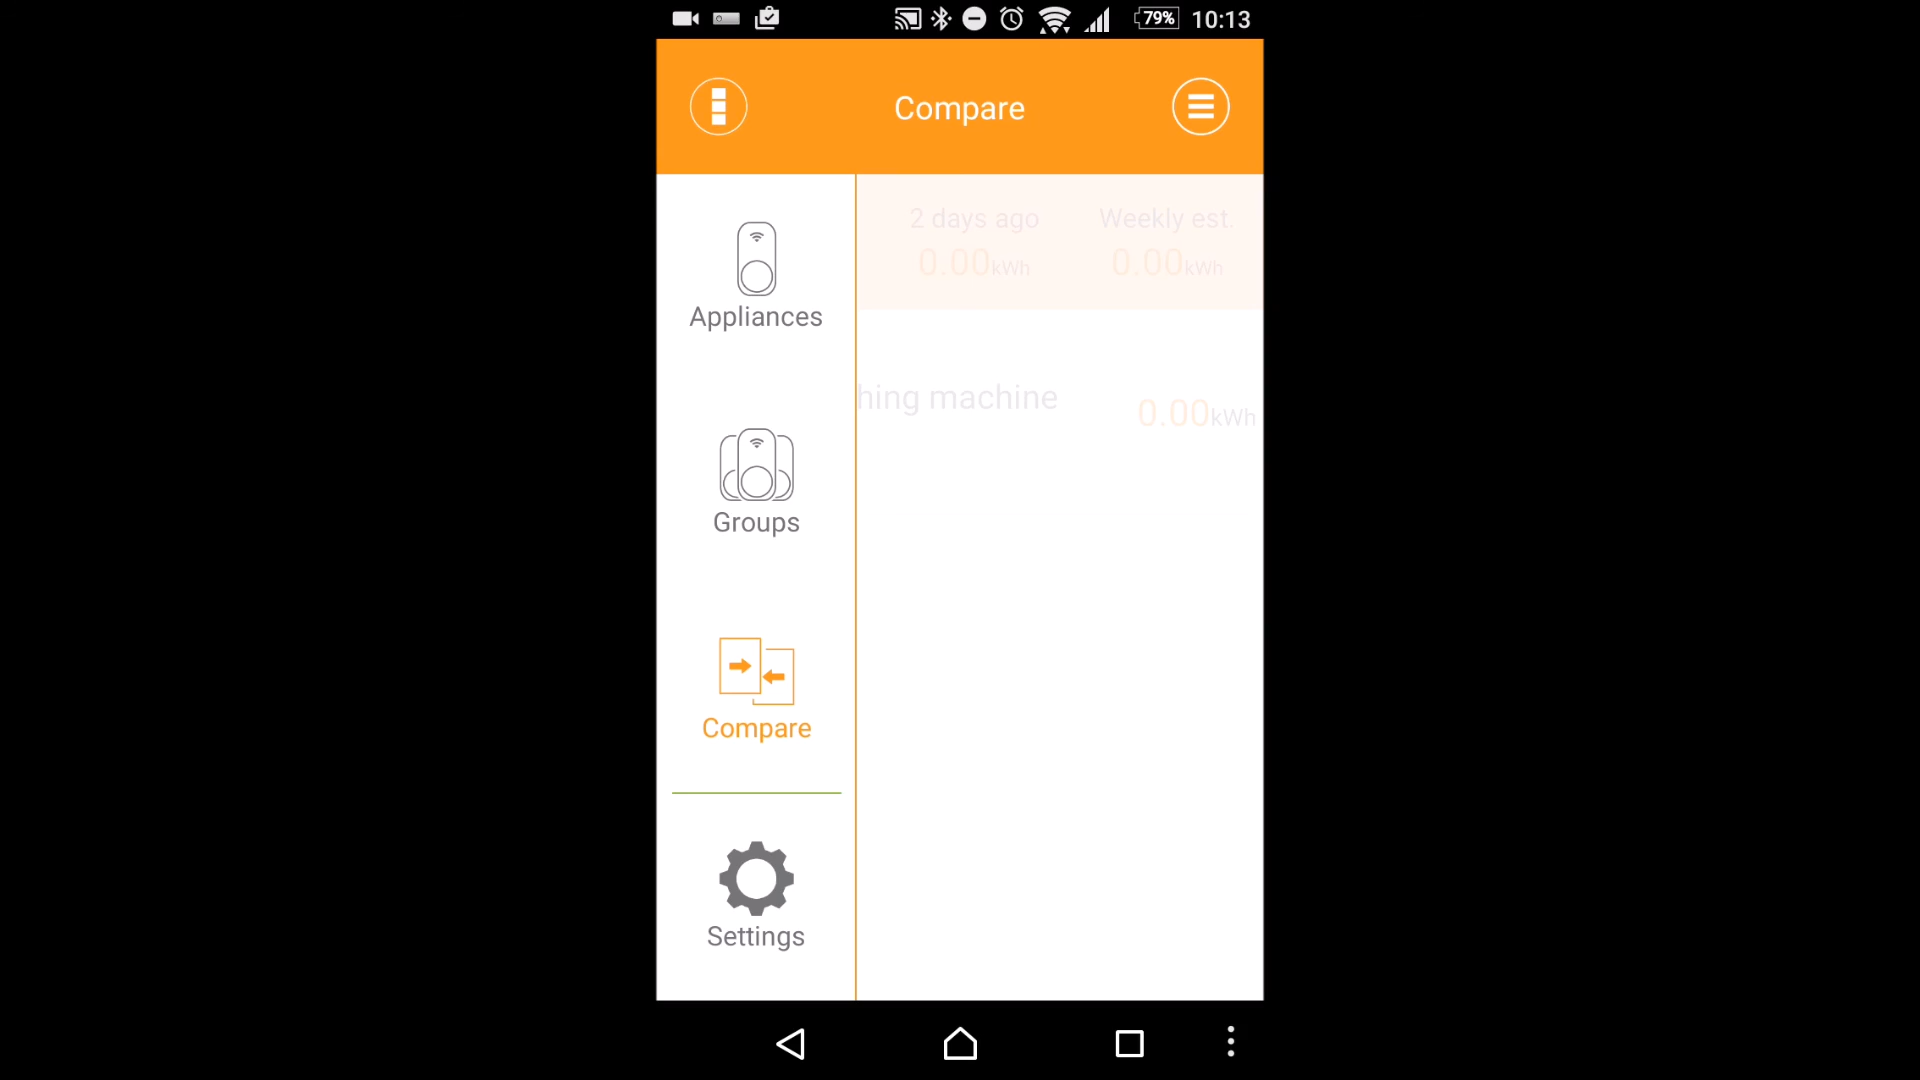 79% 10:13
Compare
2 days ago Weekly est.
0.00kWh 0.00kWh
Appliances
hing machine
0.00kWh
Groups
Compare
Settings